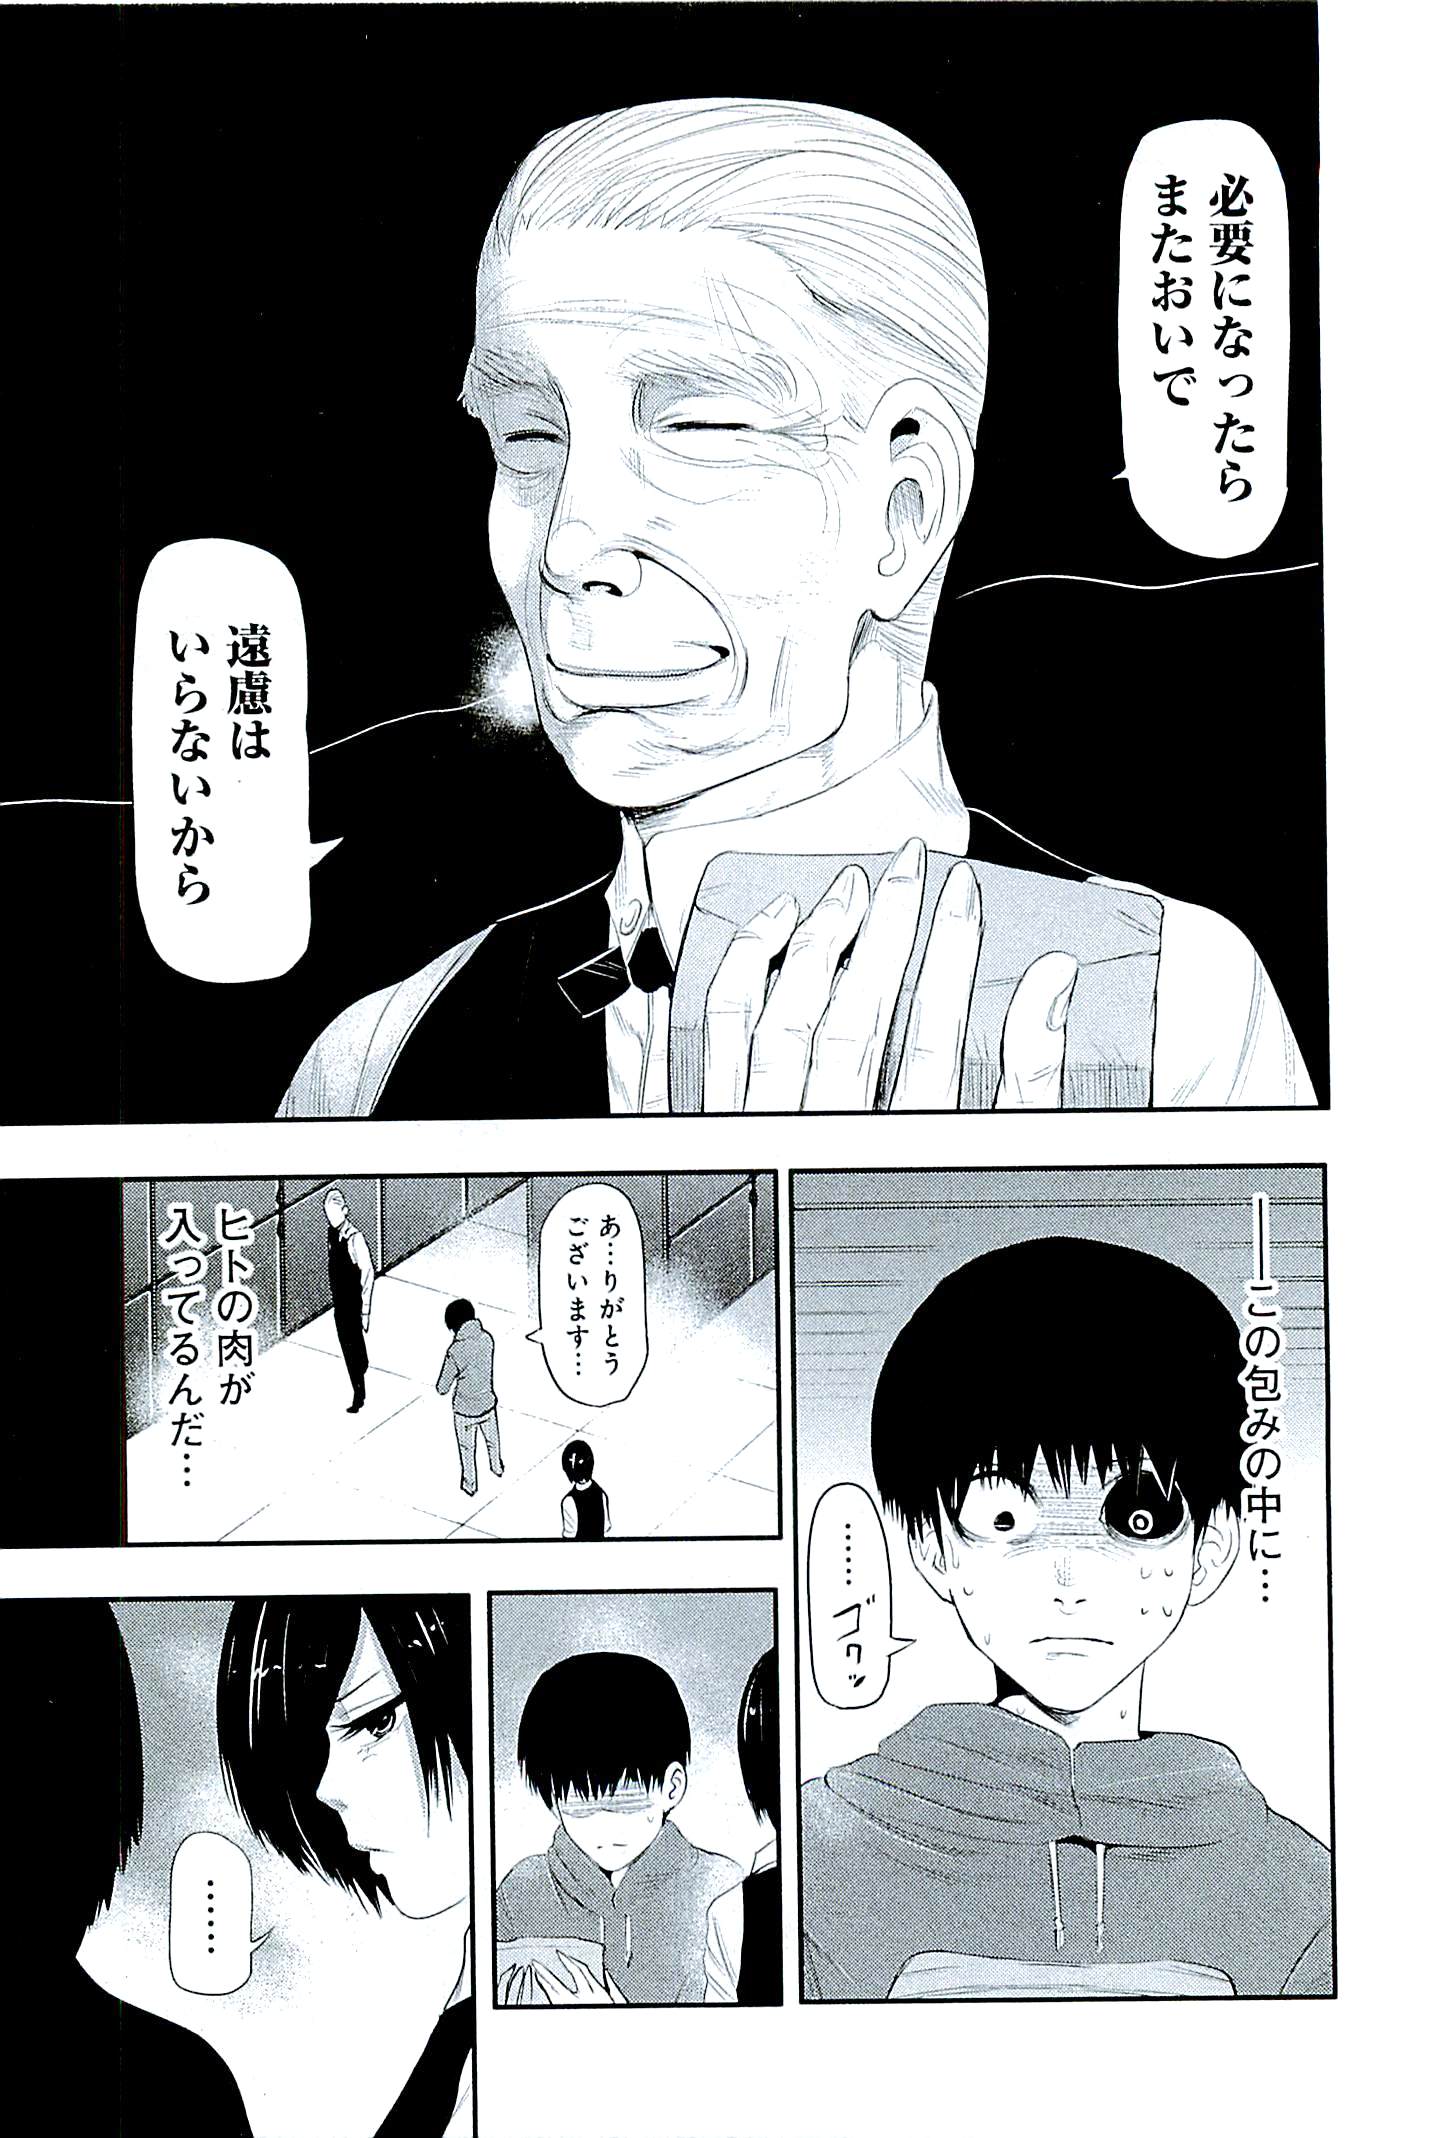 必要になったら
またおいで
遠慮は
いらないから
──この包みの中に…
……
ゴクッ
あ…りがとう
ございます…
ヒトの肉が
入ってるんだ…
……